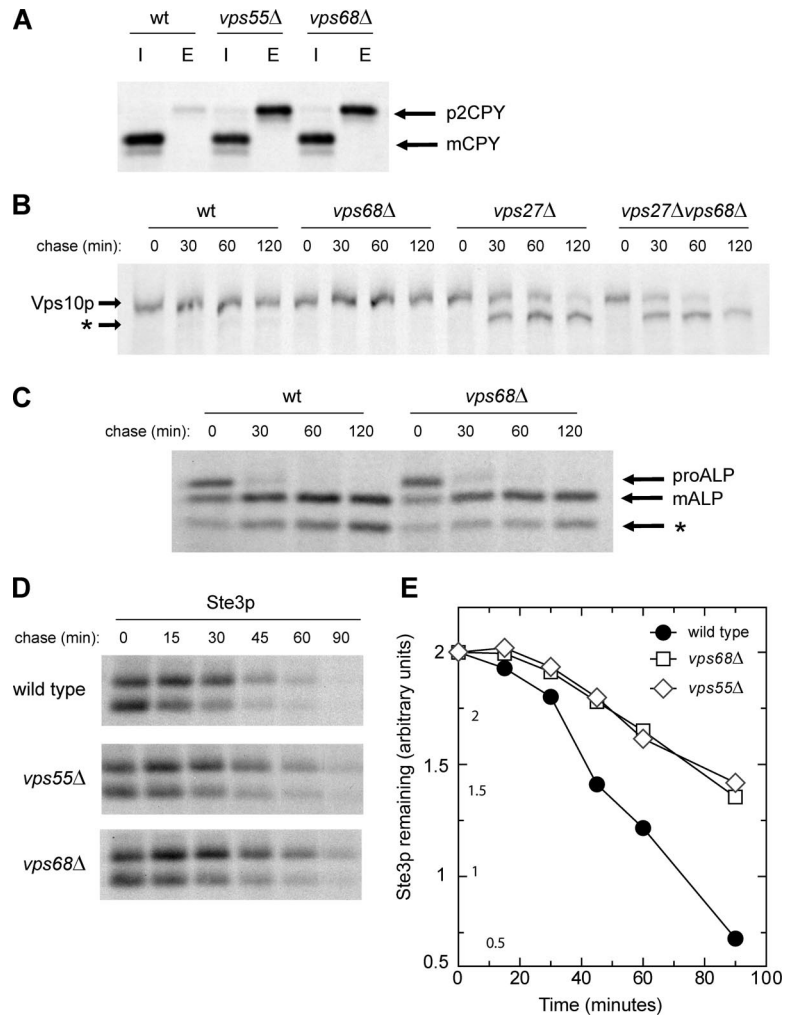 A
wt vps55Δ vps68Δ
I E I E I E
p2CPY
mCPY
B
wt vps68Δ vps27Δ vps27Δvps68Δ
chase (min): 0 30 60 120 0 30 60 120 0 30 60 120 0 30 60 120
Vps10p
*
C
wt vps68Δ
chase (min): 0 30 60 120 0 30 60 120
proALP
mALP
*
D
Ste3p
chase (min): 0 15 30 45 60 90
wild type
vps55Δ
vps68Δ
E
wild type
vps68Δ
vps55Δ
Ste3p remaining (arbitrary units)
2
1.5
1
0.5
2
1.5
1
0.5
0 20 40 60 80 100
Time (minutes)